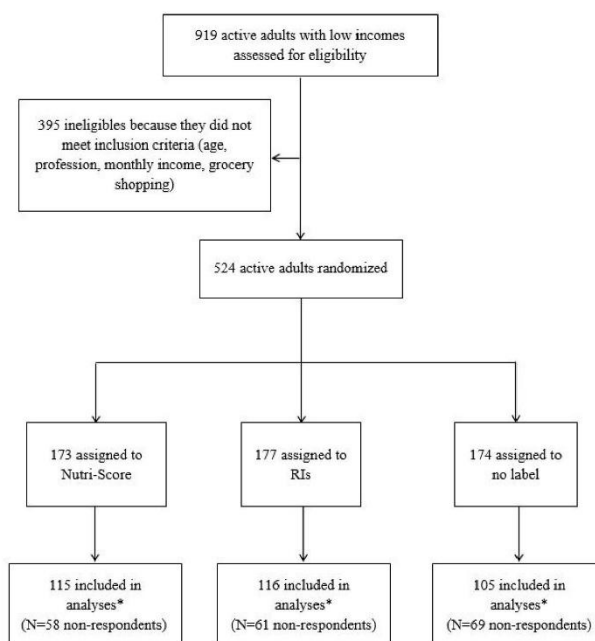 919 active adults with low incomes
assessed for eligibility
395 ineligibles because they did not
meet inclusion criteria (age,
profession, monthly income, grocery
shopping)
524 active adults randomized
173 assigned to
Nutri-Score
177 assigned to
RIs
174 assigned to
no label
115 included in
analyses*
(N=58 non-respondents)
116 included in
analyses*
(N=61 non-respondents)
105 included in
analyses*
(N=69 non-respondents)